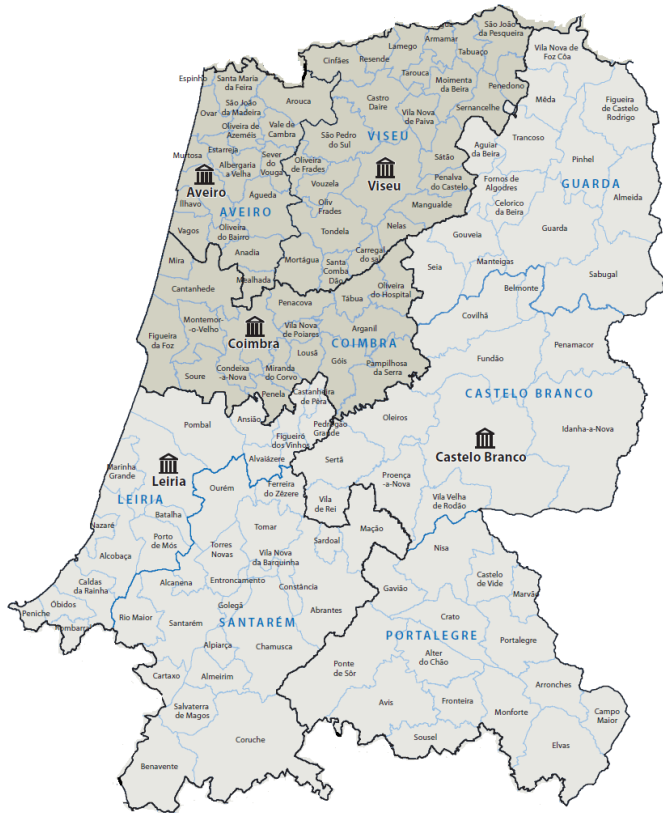 São João
da Pesqueira
Armamar
Tabuaço
Lamego
Cinfães
Resende
Tarouca
Moimenta
da Beira
Penedono
Sernancelhe
Castro
Daire
Vila Nova
de Paiva
VISEU
São Pedro
do Sul
Oliveira
de Frades
Vouzela
Viseu
Sátão
Penalva
do Castelo
Oliv
Frades
Mangualde
Tondela
Nelas
Mortágua
Santa
Comba
Dão
Carregal
do sal
Espinho
Santa Maria
da Feira
Arouca
São João
da Madeira
Ovar
Oliveira de
Azeméis
Vale de
Cambra
Estarreja
Murtosa
Albergaria
a Velha
Sever
do
Vouga
Aveiro
Águeda
Ílhavo
AVEIRO
Vagos
Oliveira
do Bairro
Anadia
Mealhada
Vila Nova de
Foz Côa
Mêda
Figueira
de Castelo
Rodrigo
Trancoso
Aguiar
da Beira
Pinhel
Fornos de
Algodres
GUARDA
Almeida
Celorico
da Beira
Gouveia
Guarda
Seia
Manteigas
Sabugal
Mira
Cantanhede
Penacova
Tábua
Oliveira
do Hospital
Montemor-
o-Velho
Coimbra
Vila Nova
de Poiares
Arganil
COIMBRA
Figueira
da Foz
Lousã
Góis
Pampilhosa
da Serra
Soure
Condeixa
-a-Nova
Miranda
do Corvo
Penela
Belmonte
Covilhã
Penamacor
Fundão
CASTELO BRANCO
Idanha-a-Nova
Oleiros
Castelo Branco
Sertã
Proença
-a-Nova
Vila
de Rei
Vila Velha
de Rodão
Castanheira
de Pêra
Pedrógão
Grande
Figueiró
dos Vinhos
Ansião
Pombal
Alvaiázere
Marinha
Grande
Leiria
LEIRIA
Batalha
Nazaré
Porto
de Mós
Alcobaça
Caldas
da Rainha
Óbidos
Peniche
Bombarral
Ourém
Ferreira
do Zêzere
Tomar
Sardoal
Mação
Torres
Novas
Vila Nova
da Barquinha
Alcanena
Entroncamento
Constância
Golegã
Abrantes
Rio Maior
Santarém
SANTARÉM
Alpiarça
Chamusca
Cartaxo
Almeirim
Salvaterra
de Magos
Coruche
Benavente
Nisa
Castelo
de Vide
Marvão
Gavião
Crato
PORTALEGRE
Portalegre
Alter
do Chão
Ponte
de Sôr
Arronches
Avis
Fronteira
Monforte
Campo
Maior
Sousel
Elvas